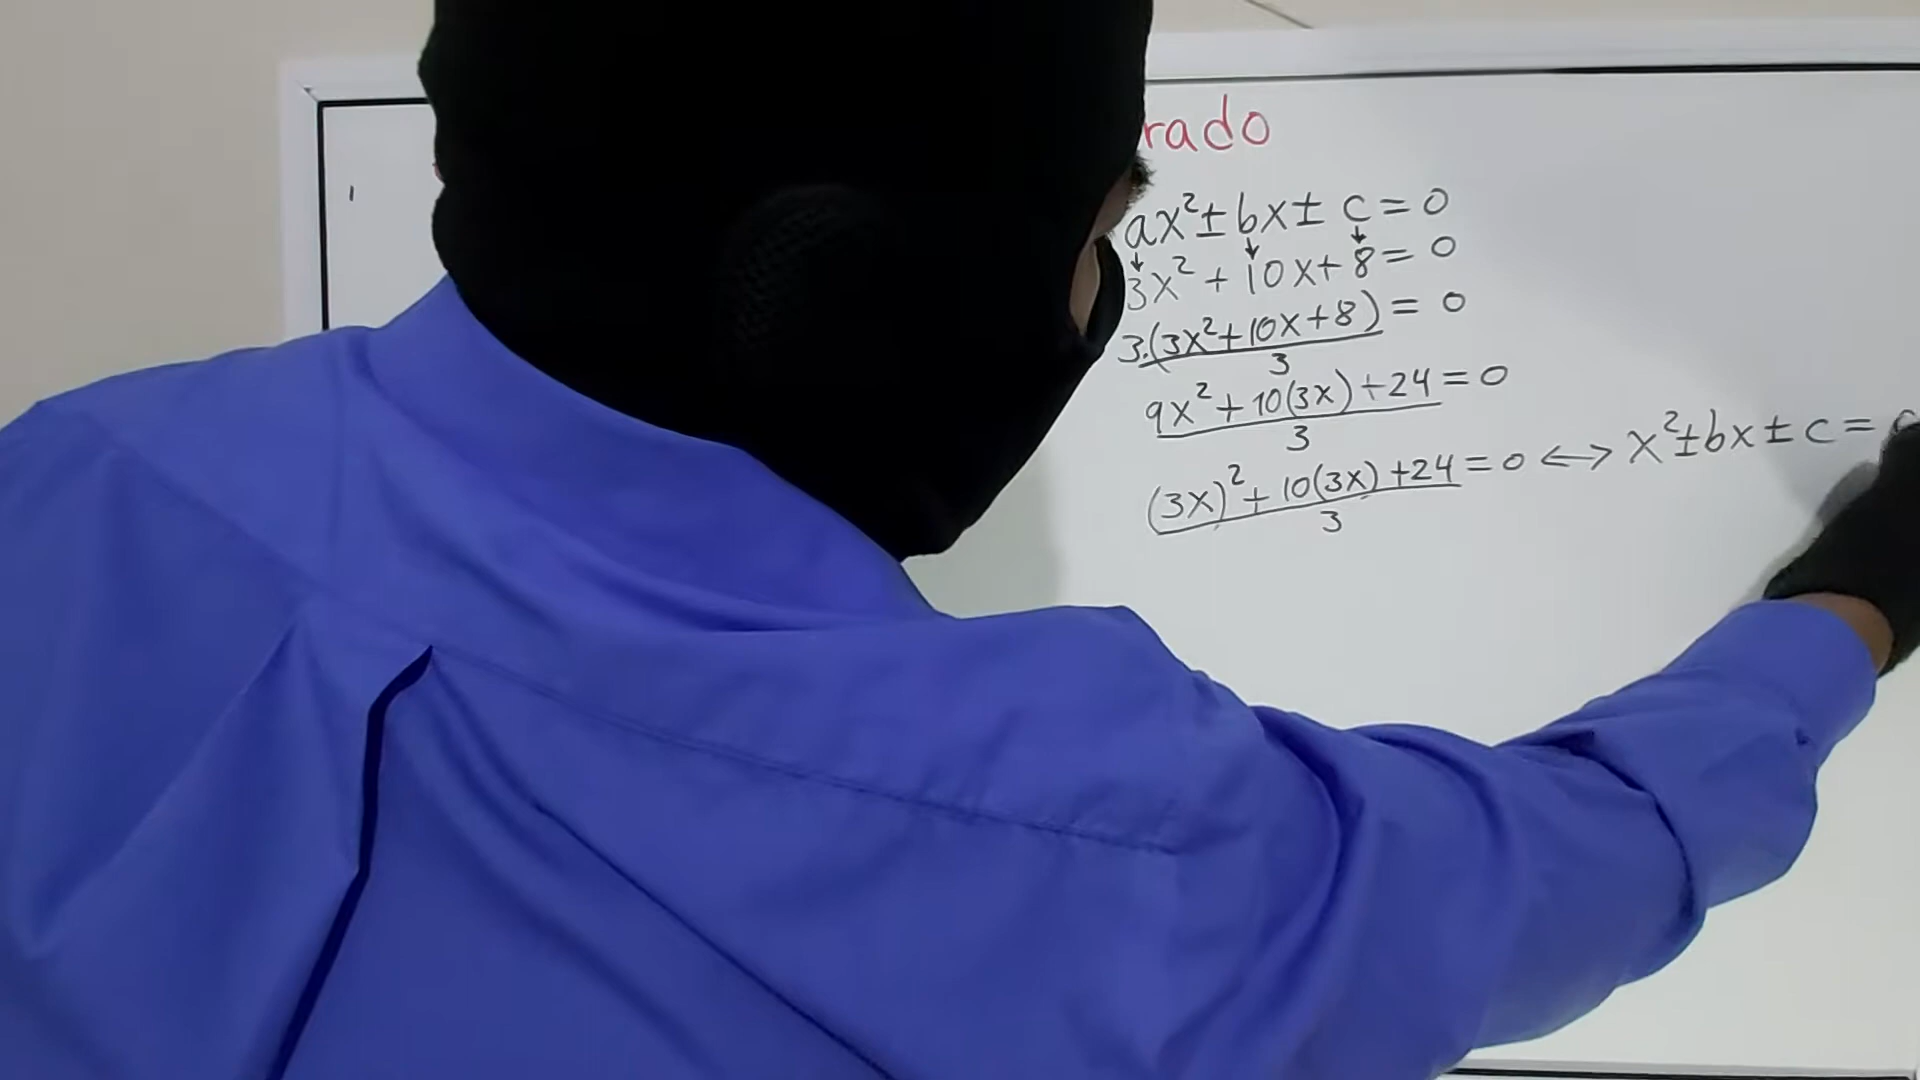 rado
ax²±bx± c=0
3x² + 10x+8= 0
3.(3x²+10x+8) = 0
3
9x²+10(3x)+24=0
3
(3x)²+10(3x)+24=0 ↔ x²±bx±c=
3